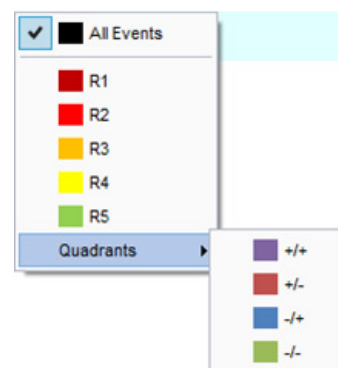 All Events
R1
R2
R3
R4
R5
Quadrants
+/+
+/-
-/+
-/-